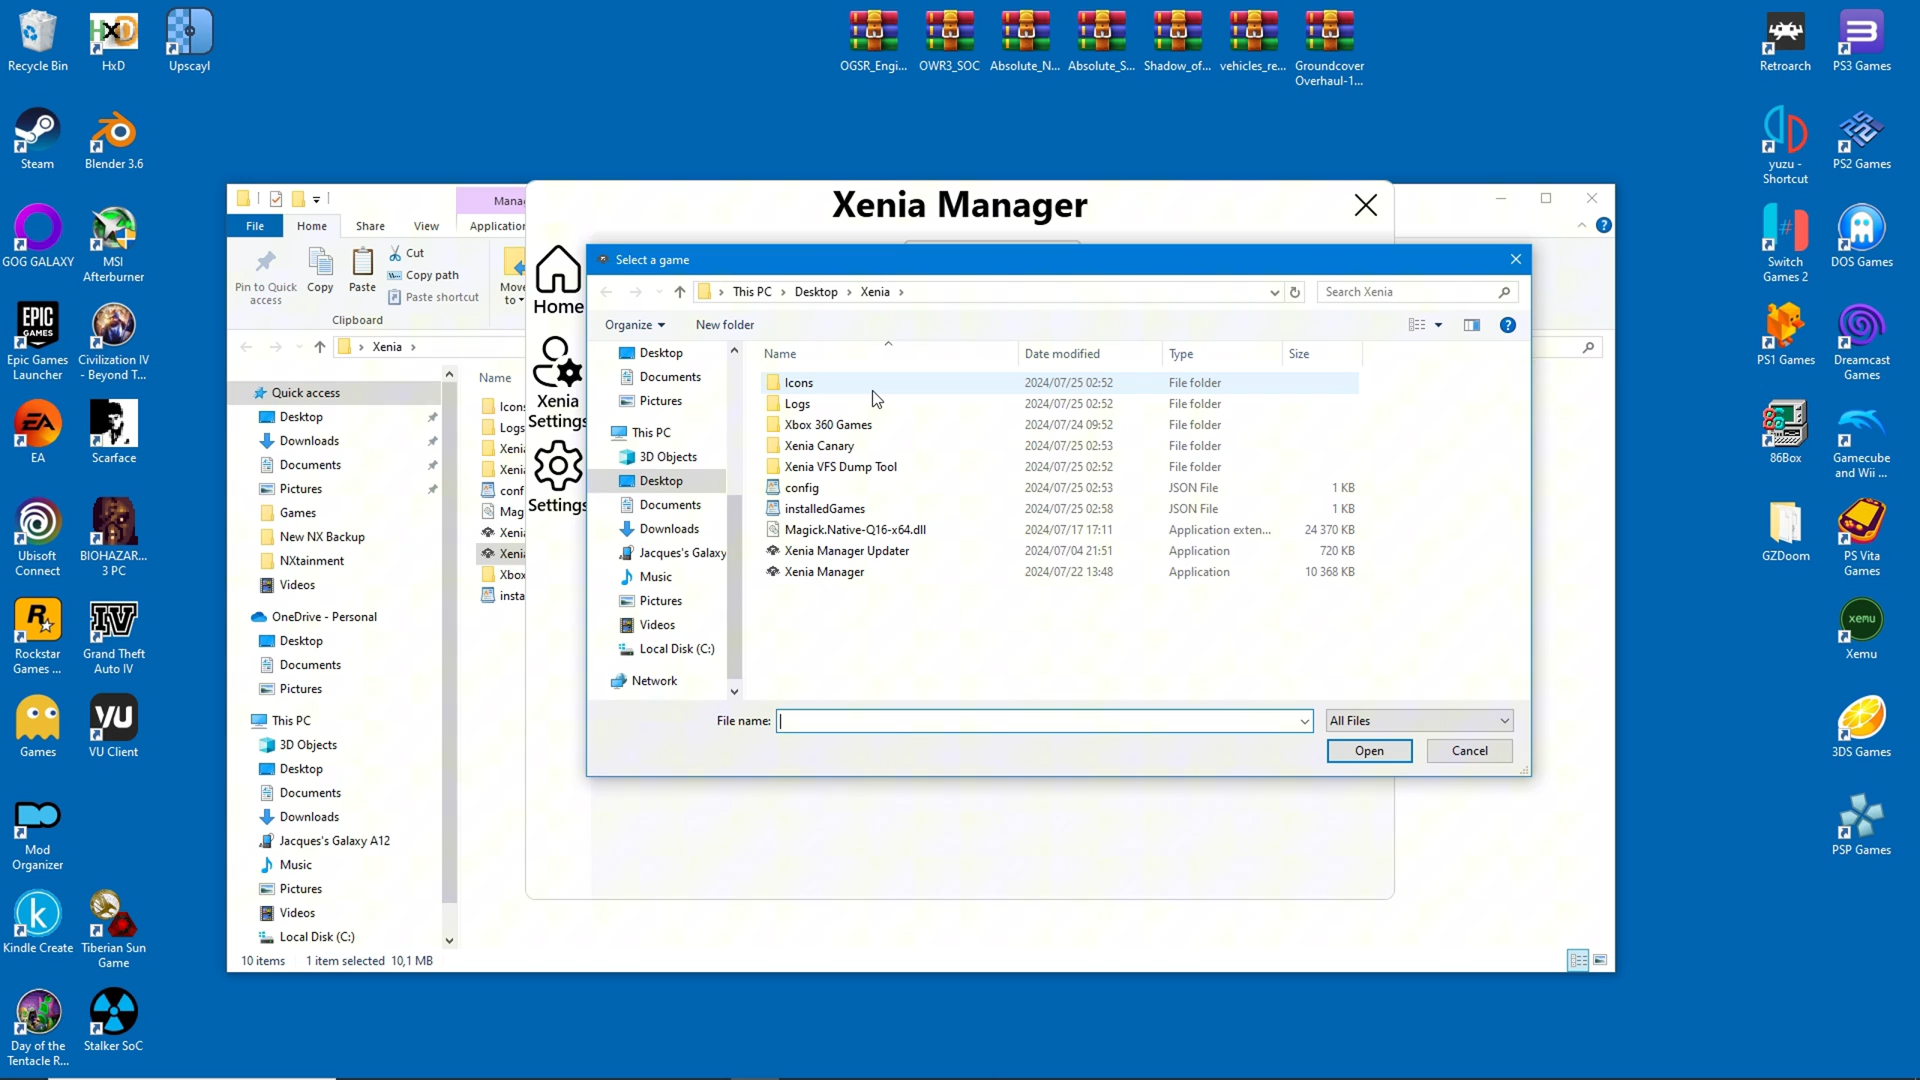 Recycle Bin
HxD
Upscayl
OGSR_Engi...
OWR3_SOC
Absolute_N...
Absolute_S...
Shadow_of...
vehicles_re...
Groundcover
Overhaul-1...
Retroarch
PS3 Games
Steam
Blender 3.6
yuzu -
Shortcut
PS2 Games
GOG GALAXY
MSI
Afterburner
Switch
Games 2
DOS Games
Epic Games
Launcher
Civilization IV
- Beyond T...
PS1 Games
Dreamcast
Games
EA
Scarface
86Box
Gamecube
and Wii ...
Ubisoft
Connect
BIOHAZAR...
3 PC
GZDoom
PS Vita
Games
Rockstar
Games ...
Grand Theft
Auto IV
xemu
Xemu
Games
VU Client
3DS Games
Mod
Organizer
PSP Games
Kindle Create
Tiberian Sun
Game
Day of the
Tentacle R...
Stalker SoC
Mana
File
Home
Share
View
Application
Pin to Quick
access
Copy
Paste
Cut
Copy path
Paste shortcut
Move
to
Clipboard
Xenia
Quick access
Desktop
Downloads
Documents
Pictures
Games
New NX Backup
NXtainment
Videos
OneDrive - Personal
Desktop
Documents
Pictures
This PC
3D Objects
Desktop
Documents
Downloads
Jacques's Galaxy A12
Music
Pictures
Videos
Local Disk (C:)
Name
Icons
Logs
Xenia
Xenia
conf
Mag
Xenia
Xenia
Xbox
insta
10 items
1 item selected 10,1 MB
Xenia Manager
Home
Xenia
Settings
Settings
Select a game
This PC
Desktop
Xenia
Search Xenia
Organize
New folder
Desktop
Documents
Pictures
This PC
3D Objects
Desktop
Documents
Downloads
Jacques's Galaxy
Music
Pictures
Videos
Local Disk (C:)
Network
Name Date modified Type Size
Icons 2024/07/25 02:52 File folder
Logs 2024/07/25 02:52 File folder
Xbox 360 Games 2024/07/24 09:52 File folder
Xenia Canary 2024/07/25 02:53 File folder
Xenia VFS Dump Tool 2024/07/25 02:52 File folder
config 2024/07/25 02:53 JSON File 1 KB
installedGames 2024/07/25 02:58 JSON File 1 KB
Magick.Native-Q16-x64.dll 2024/07/17 17:11 Application exten... 24 370 KB
Xenia Manager Updater 2024/07/04 21:51 Application 720 KB
Xenia Manager 2024/07/22 13:48 Application 10 368 KB
File name:
All Files
Open
Cancel